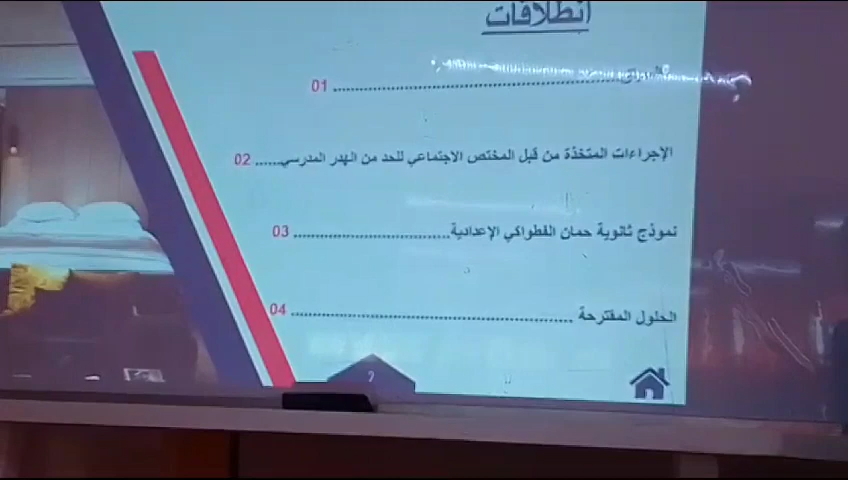 انطلاقات
.................................... 01
الإجراءات المتخذة من قبل المختص الاجتماعي للحد من الهدر المدرسي...... 02
نموذج ثانوية حمان الفطواكي الإعدادية................................ 03
الحلول المقترحة .......................................................... 04
2